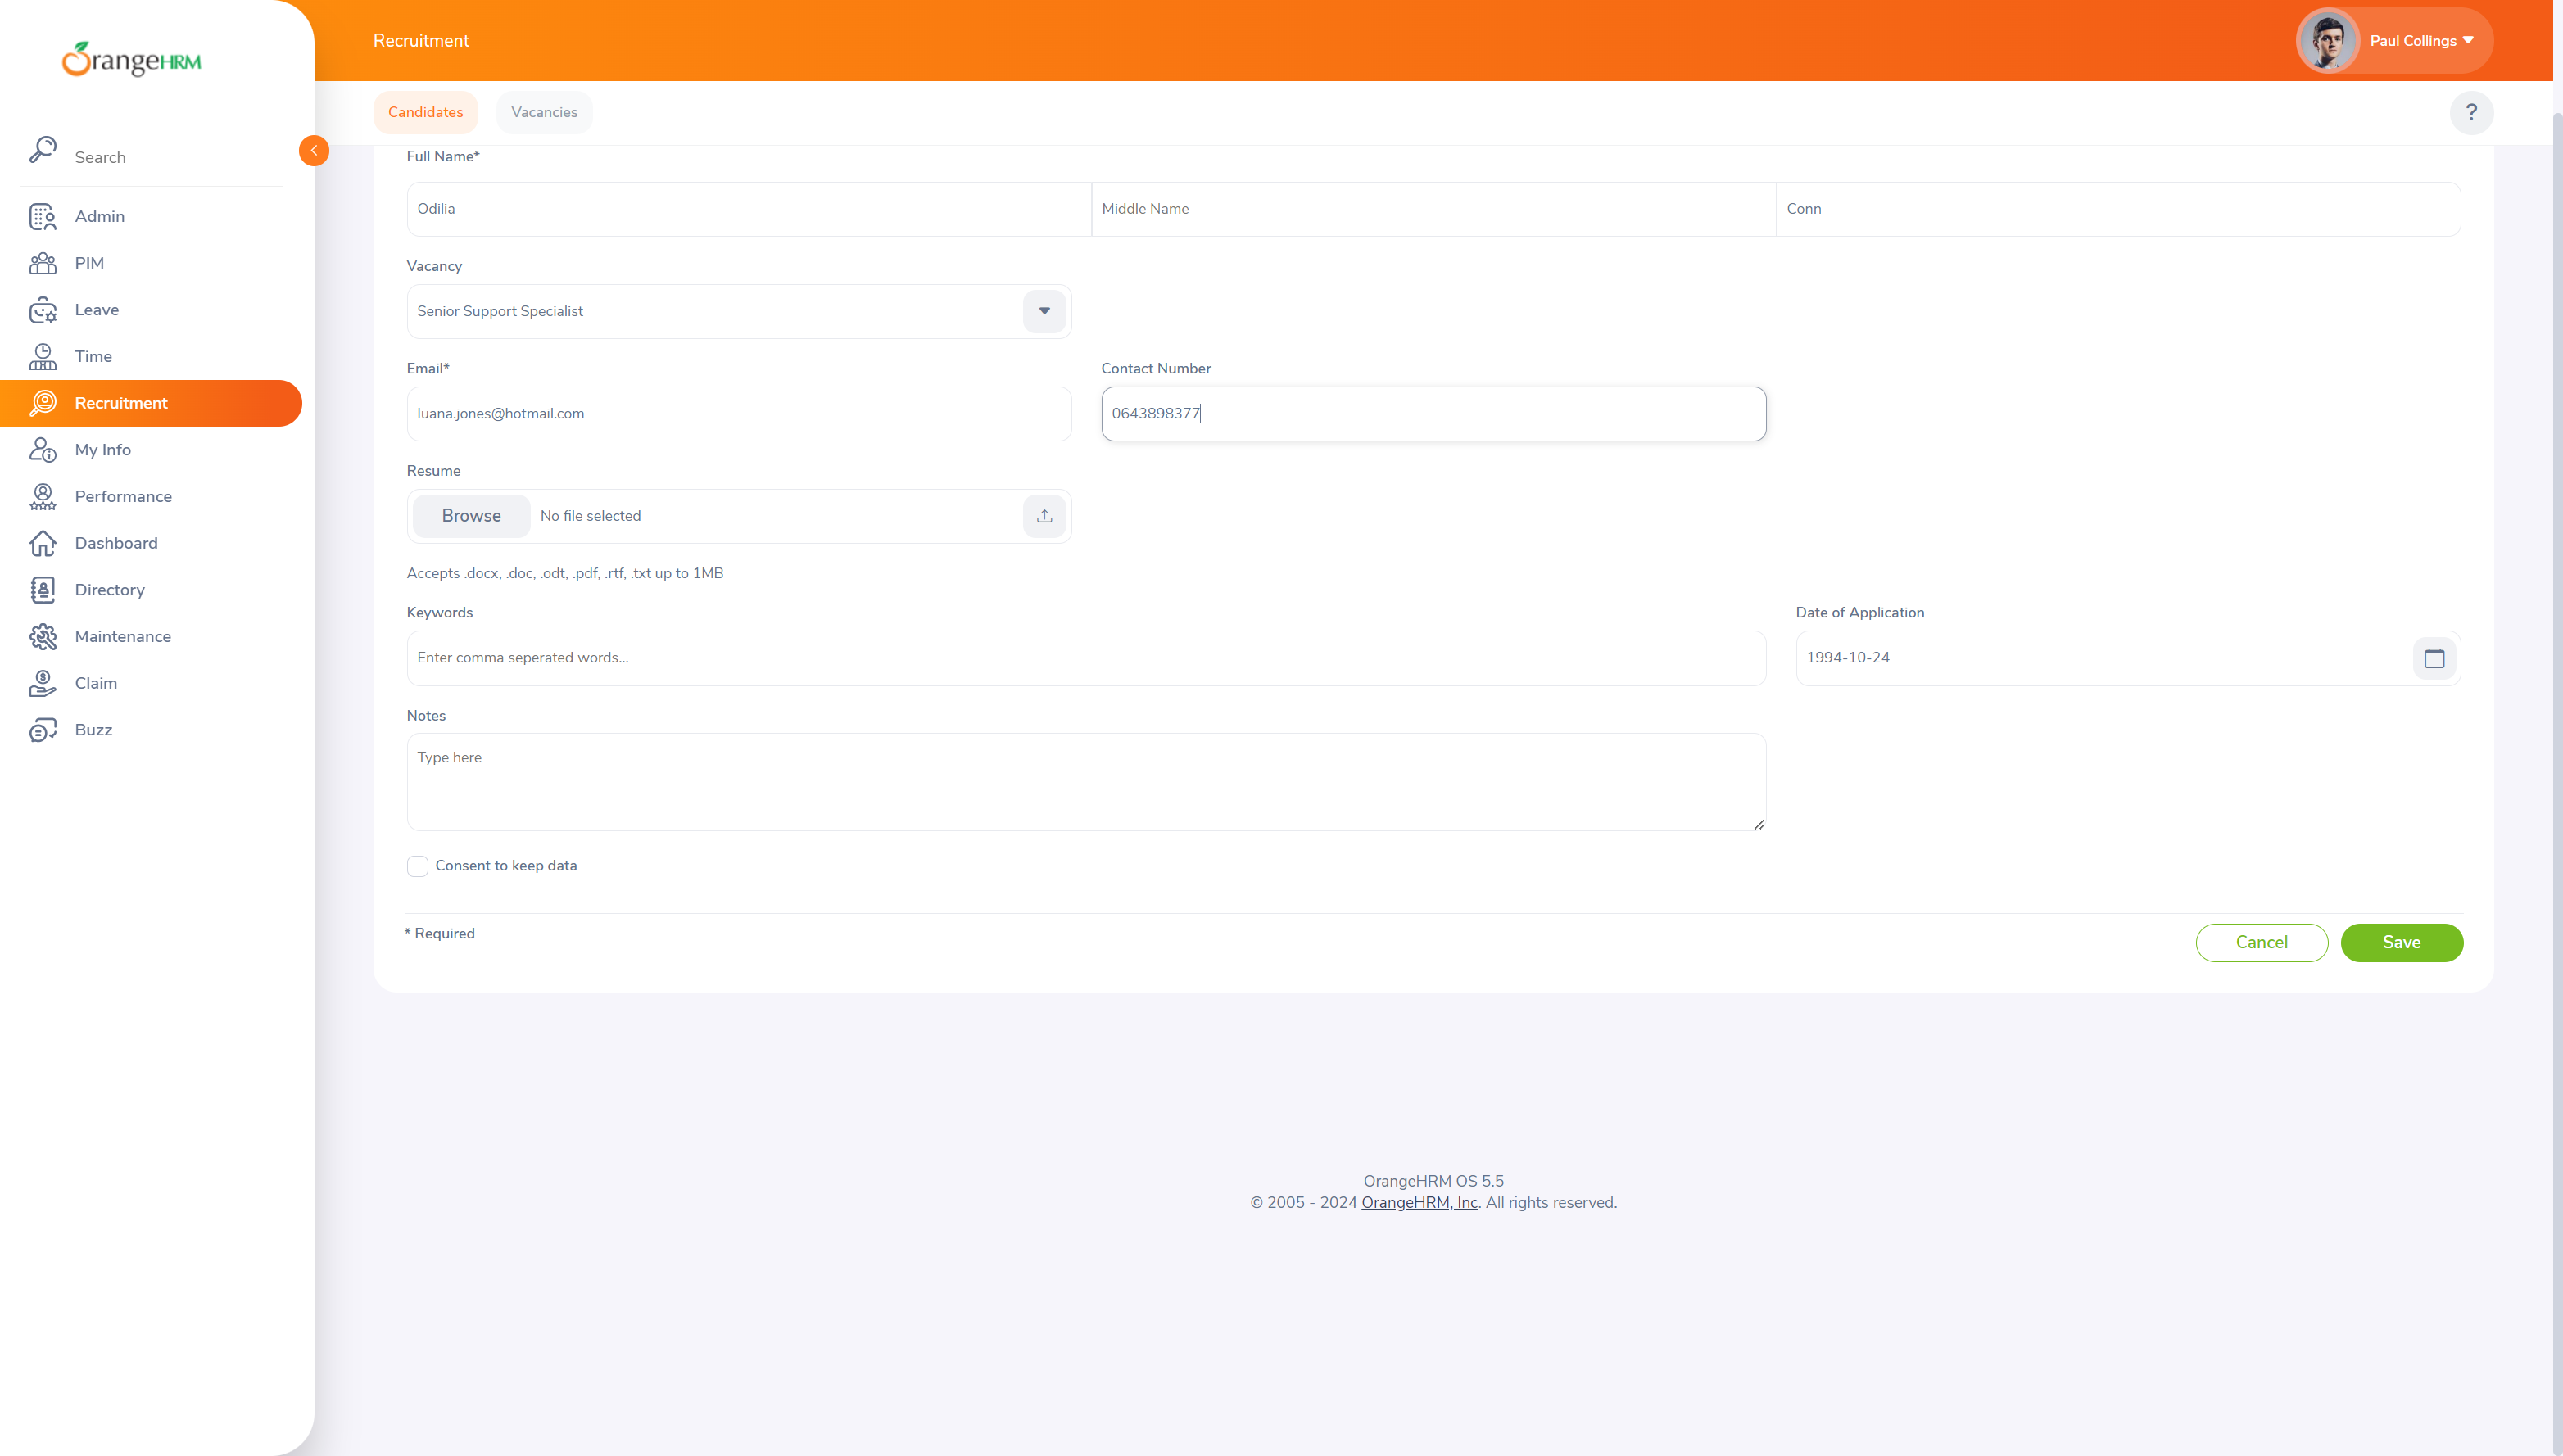 OrangeHRM
Search
Admin
PIM
Leave
Time
Recruitment
My Info
Performance
Dashboard
Directory
Maintenance
Claim
Buzz
Recruitment
Paul Collings
Candidates
Vacancies
?
Full Name*
Odilia
Middle Name
Conn
Vacancy
Senior Support Specialist
Email*
Contact Number
luana.jones@hotmail.com
0643898377
Resume
Browse
No file selected
Accepts .docx, .doc, .odt, .pdf, .rtf, .txt up to 1MB
Keywords
Date of Application
Enter comma seperated words...
1994-10-24
Notes
Type here
Consent to keep data
* Required
Cancel
Save
OrangeHRM OS 5.5
© 2005 - 2024 OrangeHRM, Inc. All rights reserved.